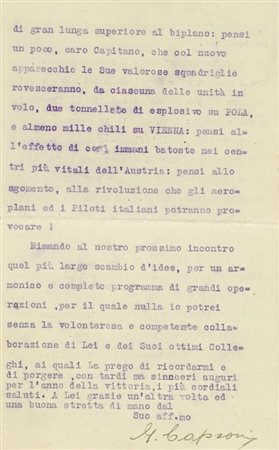 di gran lunga superiore al biplano: pensi
un poco, caro Capitano, che col nuovo
apparecchio le Sue valorose squadriglie
rovesceranno, da ciascuna delle unità in
volo, due tonnellate di esplosivo su POLA,
e almeno mille chili su VIENNA: pensi al-
l'effetto di così immani batoste nei cen-
tri più vitali dell'Austria: pensi allo
sgomento, alla rivoluzione che gli aero-
plani ed i Piloti italiani potranno pro-
vocare !
Rimando al nostro prossimo incontro
quel più largo scambio d'idee, per un ar-
monico e completo programma di grandi ope-
razioni ,per il quale nulla io potrei
senza la volonterosa e competente colla-
borazione di Lei e dei Suoi ottimi Colle-
ghi, ai quali La prego di ricordarmi e
di porgere ,con tardi ma sinceri auguri
per l'anno della vittoria,i più cordiali
saluti. A Lei grazie un'altra volta ed
una buona stretta di mano dal
Suo aff.mo